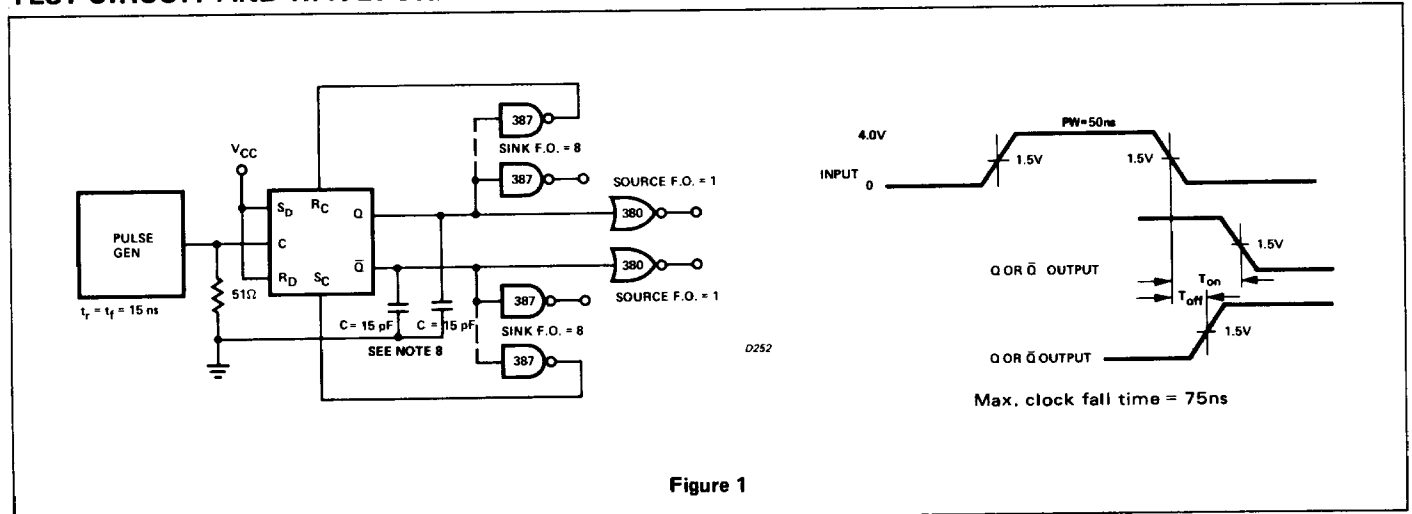 387
SINK F.O. = 8
387
SOURCE F.O. = 1
380
VCC
SD
RC
Q
C
Q̄
RD
SC
PULSE
GEN
51Ω
tr = tf = 15 ns
380
SOURCE F.O. = 1
387
SINK F.O. = 8
387
C = 15 pF
C = 15 pF
SEE NOTE 8
D252
4.0V
PW=50ns
1.5V
1.5V
INPUT
0
1.5V
Q OR Q̄ OUTPUT
Ton
Toff
1.5V
Q OR Q̄ OUTPUT
Max. clock fall time = 75ns
Figure 1